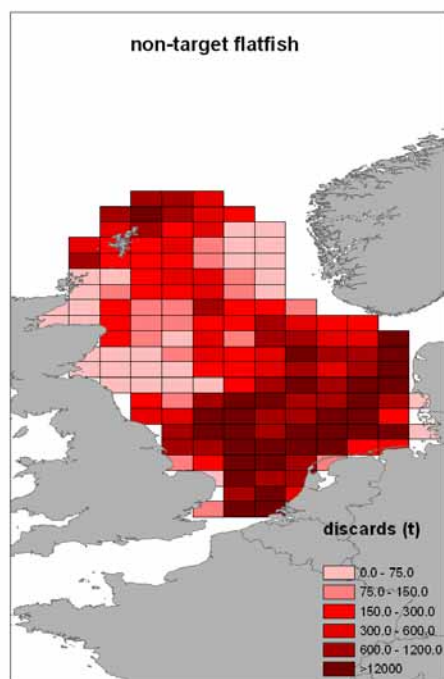 non-target flatfish
discards (t)
0.0 - 75.0
75.0 - 150.0
150.0 - 300.0
300.0 - 600.0
600.0 - 1200.0
>12000